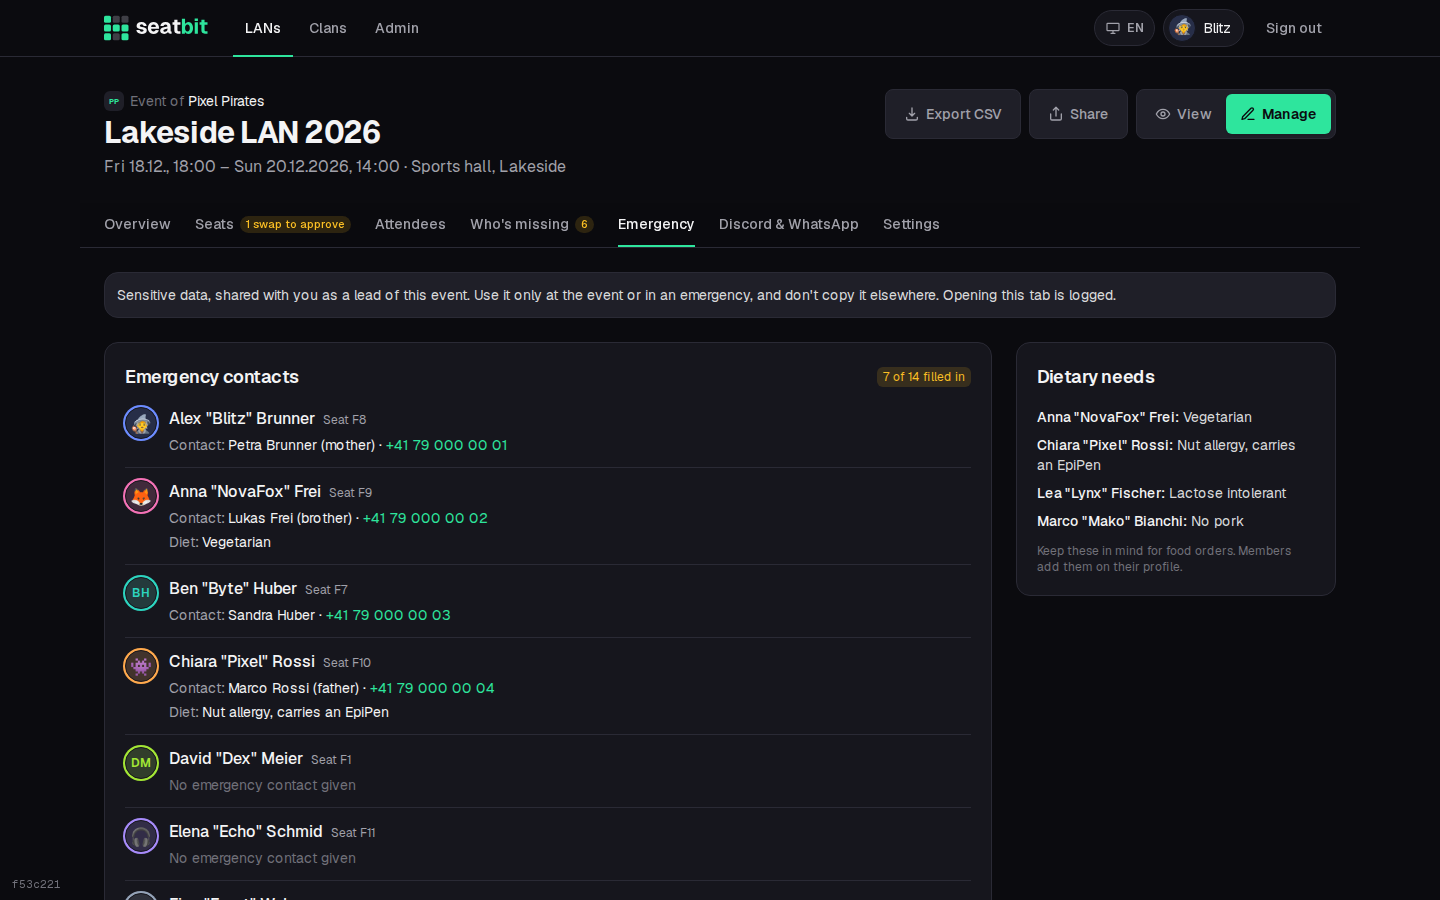 seatbit
LANs
Clans
Admin
EN
Blitz
Sign out
PP
Event of Pixel Pirates
Lakeside LAN 2026
Fri 18.12., 18:00 – Sun 20.12.2026, 14:00 · Sports hall, Lakeside
Export CSV
Share
View
Manage
Overview
Seats
1 swap to approve
Attendees
Who's missing
6
Emergency
Discord & WhatsApp
Settings
Sensitive data, shared with you as a lead of this event. Use it only at the event or in an emergency, and don't copy it elsewhere. Opening this tab is logged.
Emergency contacts
7 of 14 filled in
Alex "Blitz" Brunner Seat F8
Contact: Petra Brunner (mother) · +41 79 000 00 01
Anna "NovaFox" Frei Seat F9
Contact: Lukas Frei (brother) · +41 79 000 00 02
Diet: Vegetarian
BH
Ben "Byte" Huber Seat F7
Contact: Sandra Huber · +41 79 000 00 03
Chiara "Pixel" Rossi Seat F10
Contact: Marco Rossi (father) · +41 79 000 00 04
Diet: Nut allergy, carries an EpiPen
DM
David "Dex" Meier Seat F1
No emergency contact given
Elena "Echo" Schmid Seat F11
No emergency contact given
Dietary needs
Anna "NovaFox" Frei: Vegetarian
Chiara "Pixel" Rossi: Nut allergy, carries
an EpiPen
Lea "Lynx" Fischer: Lactose intolerant
Marco "Mako" Bianchi: No pork
Keep these in mind for food orders. Members
add them on their profile.
f53c221